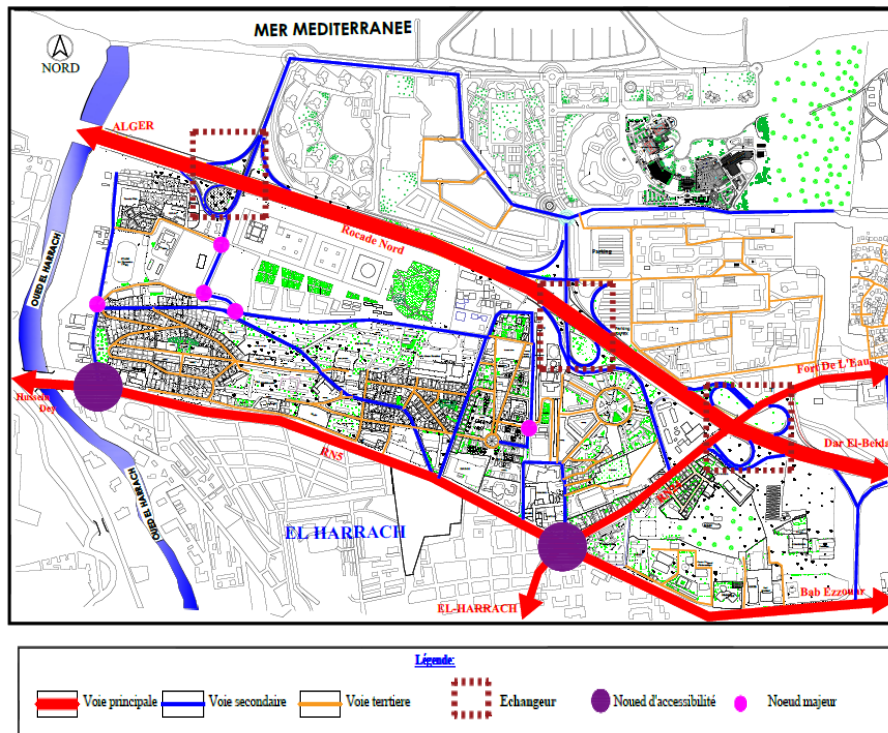 MER MEDITERRANEE
NORD
ALGER
OUED EL HARRACH
Rocade Nord
Parking
Fort De L'Eau
Hussein
Dey
Dar El-Beida
RN5
OUED EL HARRACH
EL HARRACH
EL-HARRACH
Bab Ezzouar
Légende:
Voie principale
Voie secondaire
Voie tertiere
Echangeur
Noued d'accessibilité
Noeud majeur